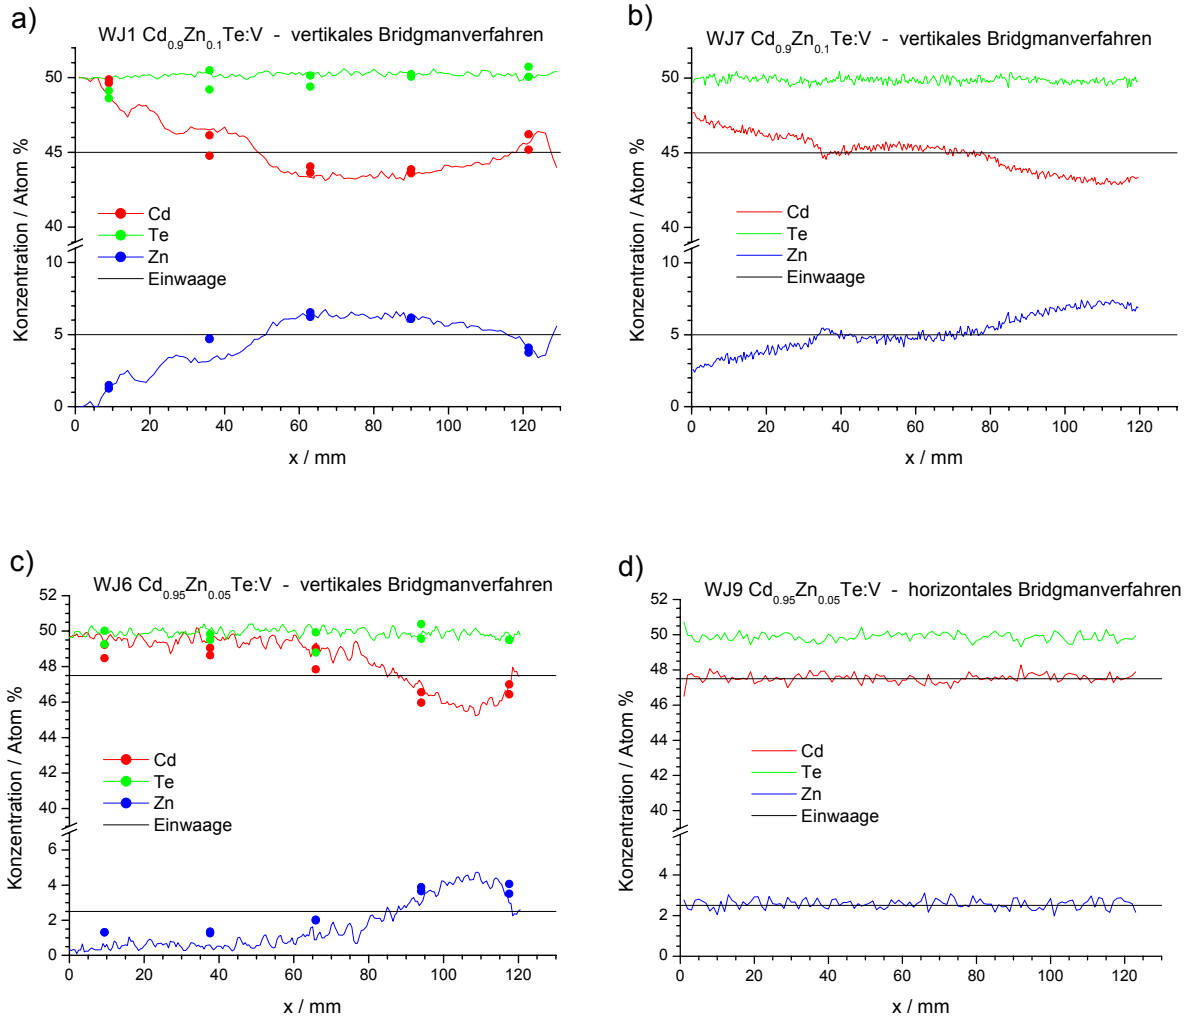 a)
WJ1 Cd0.9Zn0.1Te:V - vertikales Bridgmanverfahren
Konzentration / Atom %
50
45
40
10
5
0
Cd
Te
Zn
Einwaage
0 20 40 60 80 100 120
x / mm
b)
WJ7 Cd0.9Zn0.1Te:V - vertikales Bridgmanverfahren
Konzentration / Atom %
50
45
40
10
5
0
Cd
Te
Zn
Einwaage
0 20 40 60 80 100 120
x / mm
c)
WJ6 Cd0.95Zn0.05Te:V - vertikales Bridgmanverfahren
Konzentration / Atom %
52
50
48
46
44
42
40
6
4
2
0
Cd
Te
Zn
Einwaage
0 20 40 60 80 100 120
x / mm
d)
WJ9 Cd0.95Zn0.05Te:V - horizontales Bridgmanverfahren
Konzentration / Atom %
52
50
48
46
44
42
40
4
2
0
Cd
Te
Zn
Einwaage
0 20 40 60 80 100 120
x / mm